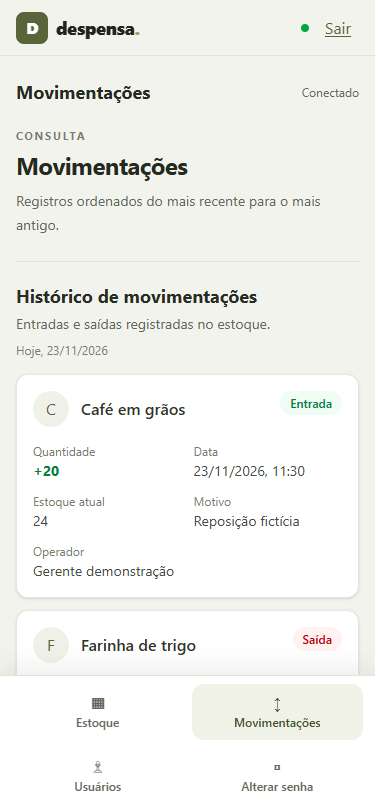 D despensa.
Sair
Movimentações
Conectado
CONSULTA
Movimentações
Registros ordenados do mais recente para o mais
antigo.
Histórico de movimentações
Entradas e saídas registradas no estoque.
Hoje, 23/11/2026
C Café em grãos
Entrada
Quantidade
+20
Data
23/11/2026, 11:30
Estoque atual
24
Motivo
Reposição fictícia
Operador
Gerente demonstração
F Farinha de trigo
Saída
Estoque
Movimentações
Usuários
Alterar senha